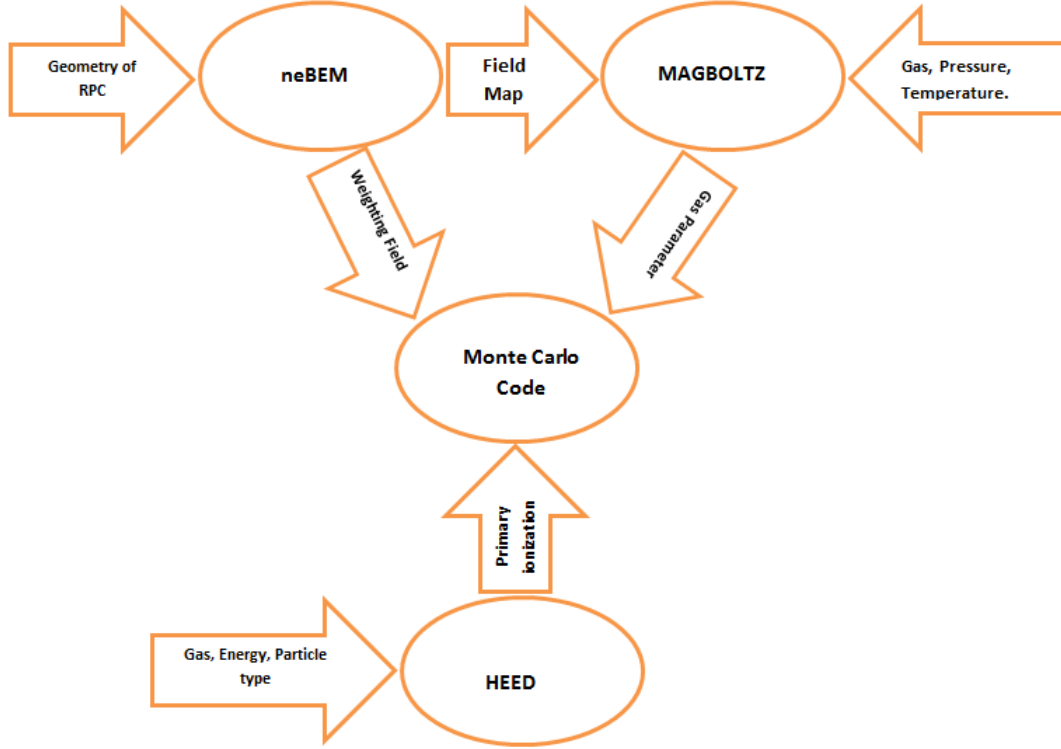 Geometry of
RPC
neBEM
Field
Map
MAGBOLTZ
Gas, Pressure,
Temperature.
Weighting Field
Gas Parameter
Monte Carlo
Code
Primary
ionization
Gas, Energy, Particle
type
HEED